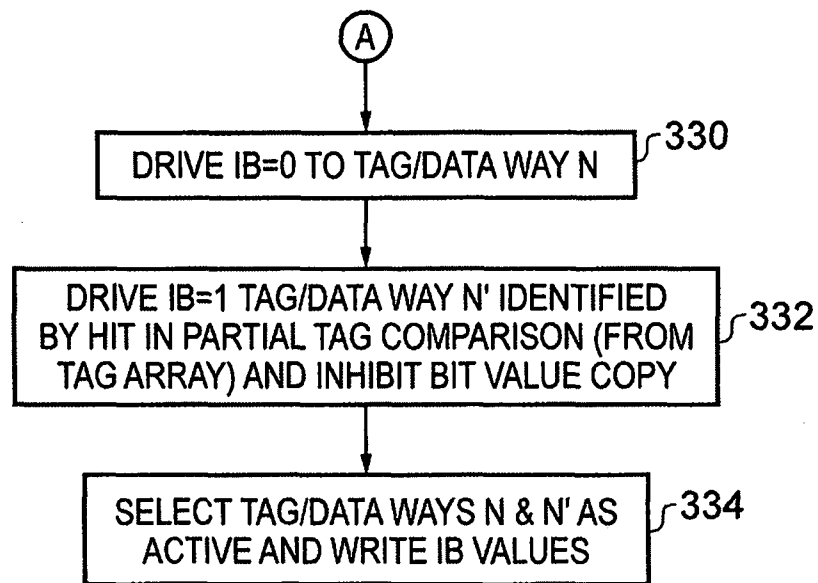 A
DRIVE IB=0 TO TAG/DATA WAY N
330
DRIVE IB=1 TAG/DATA WAY N' IDENTIFIED
BY HIT IN PARTIAL TAG COMPARISON (FROM
TAG ARRAY) AND INHIBIT BIT VALUE COPY
332
SELECT TAG/DATA WAYS N & N' AS
ACTIVE AND WRITE IB VALUES
334